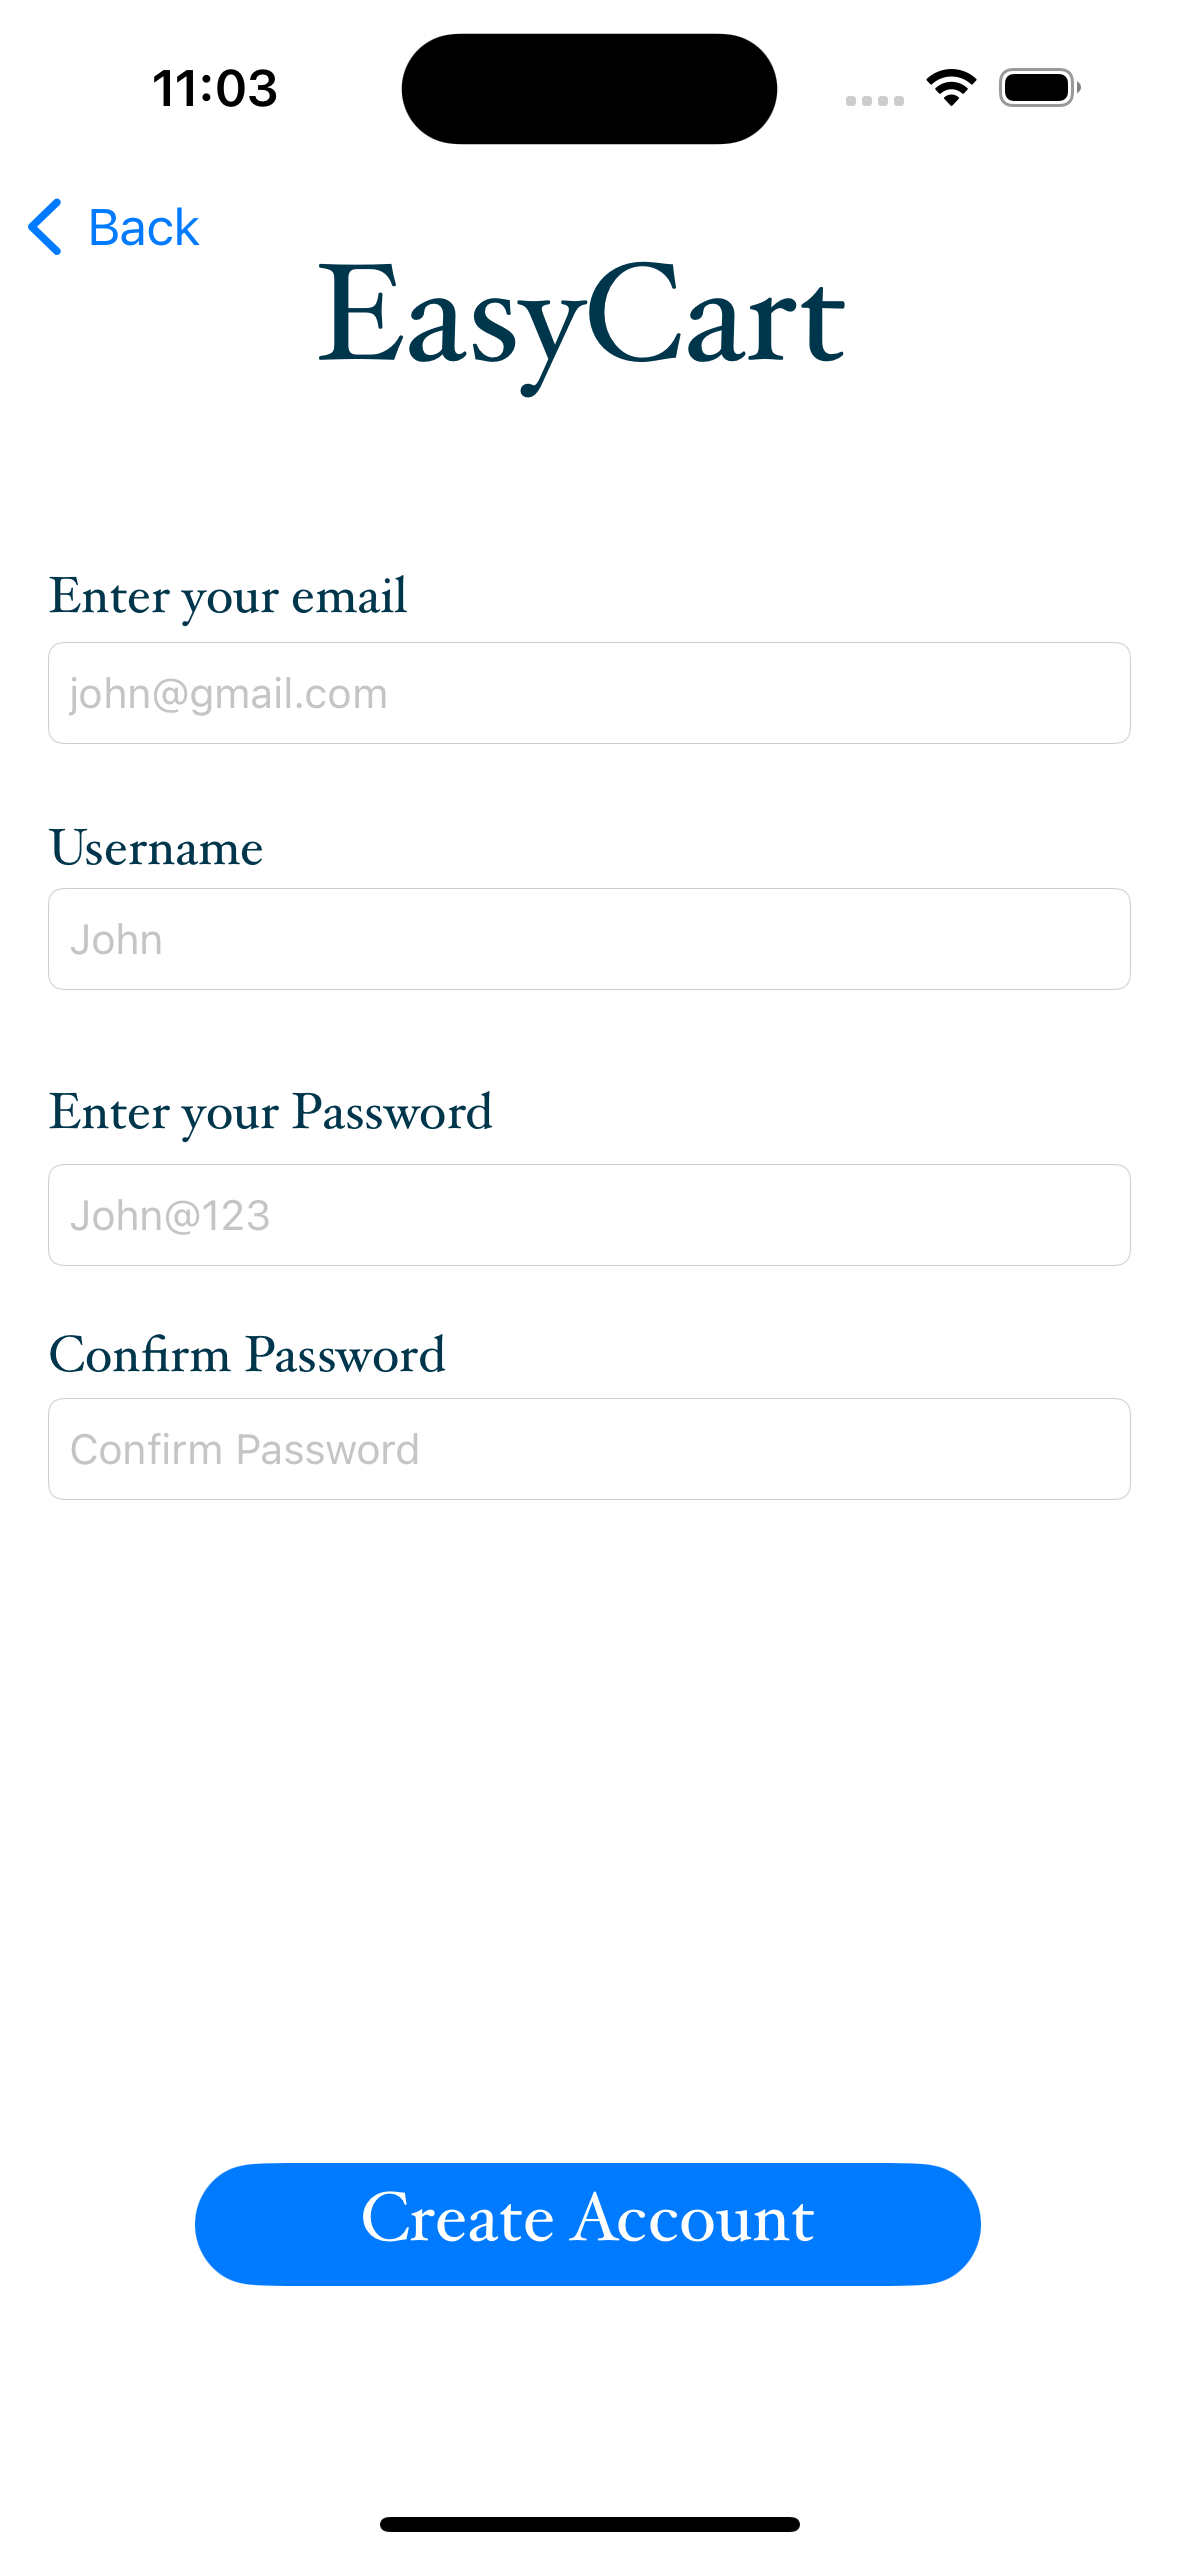 11:03
Back
EasyCart
Enter your email
john@gmail.com
Username
John
Enter your Password
John@123
Confirm Password
Confirm Password
Create Account